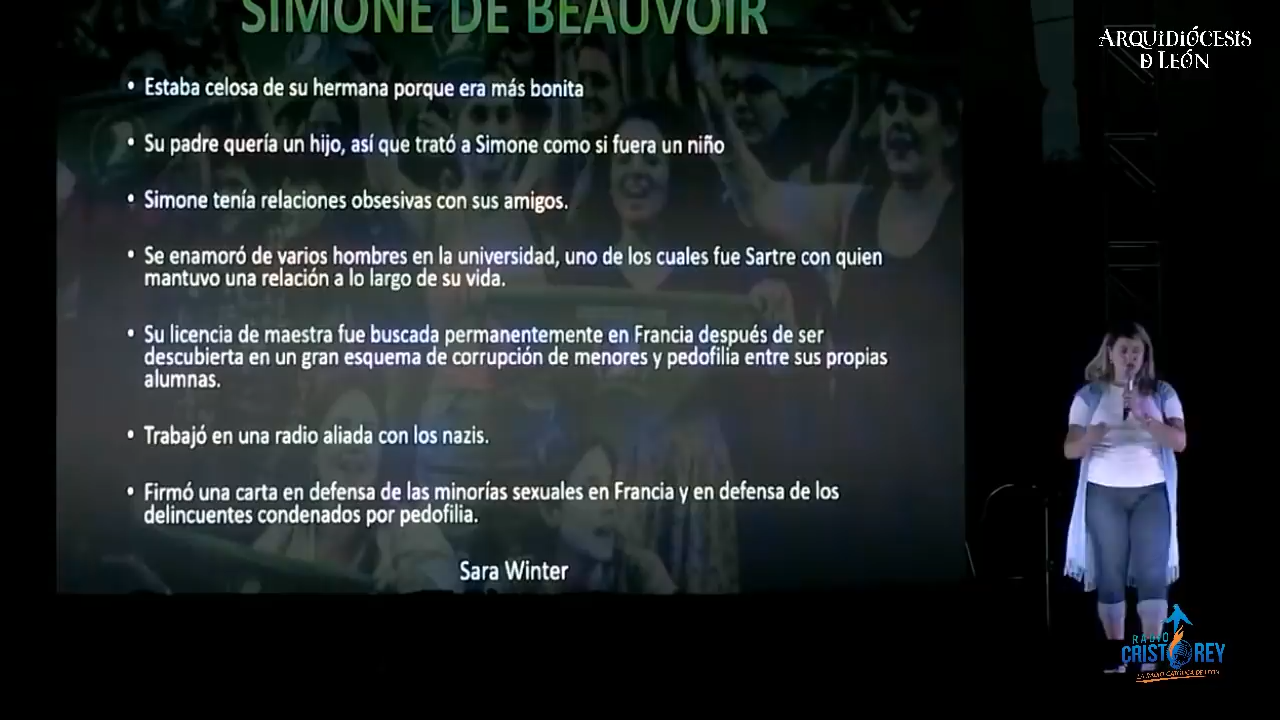 SIMONE DE BEAUVOIR
ARQUiDiÓCESIS
D LEÓN
• Estaba celosa de su hermana porque era más bonita
• Su padre quería un hijo, así que trató a Simone como si fuera un niño
• Simone tenía relaciones obsesivas con sus amigos.
• Se enamoró de varios hombres en la universidad, uno de los cuales fue Sartre con quien
mantuvo una relación a lo largo de su vida.
• Su licencia de maestra fue buscada permanentemente en Francia después de ser
descubierta en un gran esquema de corrupción de menores y pedofilia entre sus propias
alumnas.
• Trabajó en una radio aliada con los nazis.
• Firmó una carta en defensa de las minorías sexuales en Francia y en defensa de los
delincuentes condenados por pedofilia.
Sara Winter
RADIO
CRISTO REY
LA RADIO CATÓLICA DE LEÓN